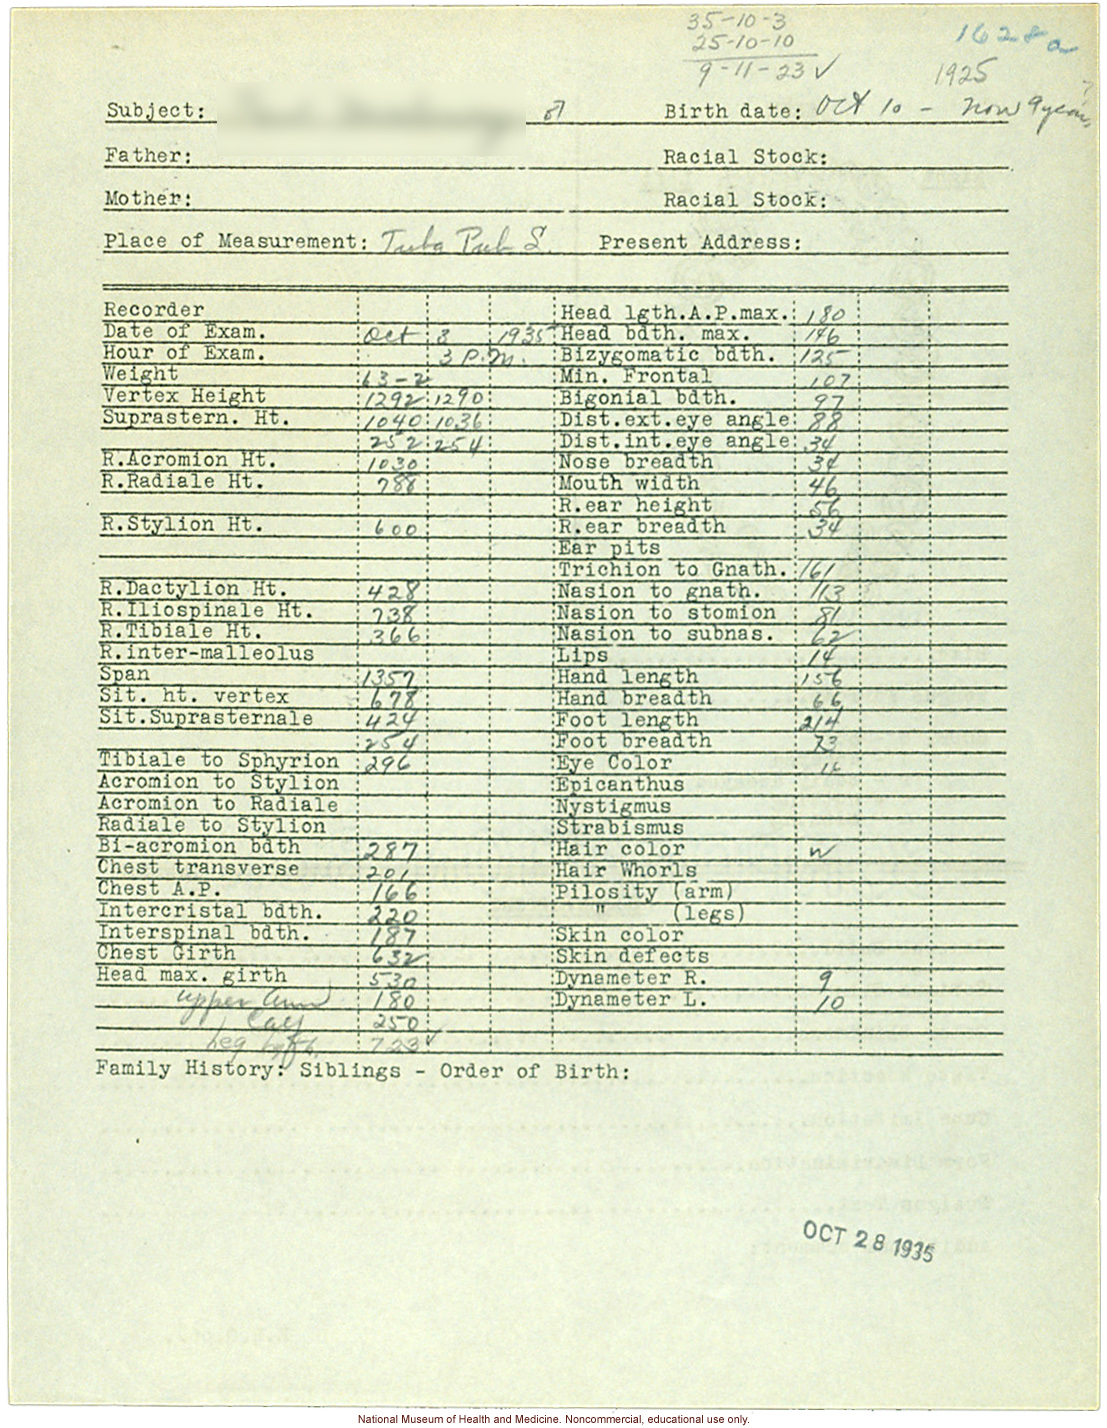 35-10-3
25-10-10
9-11-23 ✓
1628a
1925
Subject: ♂ Birth date: Oct 10 - now 9 years
Father: Racial Stock:
Mother: Racial Stock:
Place of Measurement: Tuba Pub S. Present Address:
Recorder Head lgth.A.P.max. 180
Date of Exam. Oct 3 1935 Head bdth. max. 146
Hour of Exam. 3 P.M. Bizygomatic bdth. 125
Weight 63-2 Min. Frontal 107
Vertex Height 1292 1290 Bigonial bdth. 97
Suprastern. Ht. 1040 1036 Dist.ext.eye angle 88
252 254 Dist.int.eye angle 34
R.Acromion Ht. 1030 Nose breadth 34
R.Radiale Ht. 788 Mouth width 46
R.ear height 56
R.Stylion Ht. 600 R.ear breadth 34
Ear pits
Trichion to Gnath. 161
R.Dactylion Ht. 428 Nasion to gnath. 113
R.Iliospinale Ht. 738 Nasion to stomion 81
R.Tibiale Ht. 366 Nasion to subnas. 62
R.inter-malleolus Lips 14
Span 1357 Hand length 156
Sit. ht. vertex 678 Hand breadth 66
Sit.Suprasternale 424 Foot length 214
254 Foot breadth 73
Tibiale to Sphyrion 296 Eye Color 16
Acromion to Stylion Epicanthus
Acromion to Radiale Nystigmus
Radiale to Stylion Strabismus
Bi-acromion bdth 287 Hair color W
Chest transverse 201 Hair Whorls
Chest A.P. 166 Pilosity (arm)
Intercristal bdth. 220 " (legs)
Interspinal bdth. 187 Skin color
Chest Girth 632 Skin defects
Head max. girth 530 Dynameter R. 9
upper arm 180 Dynameter L. 10
Calf 250
Leg lgth. 723 ✓
Family History: Siblings - Order of Birth:
OCT 28 1935
National Museum of Health and Medicine. Noncommercial, educational use only.